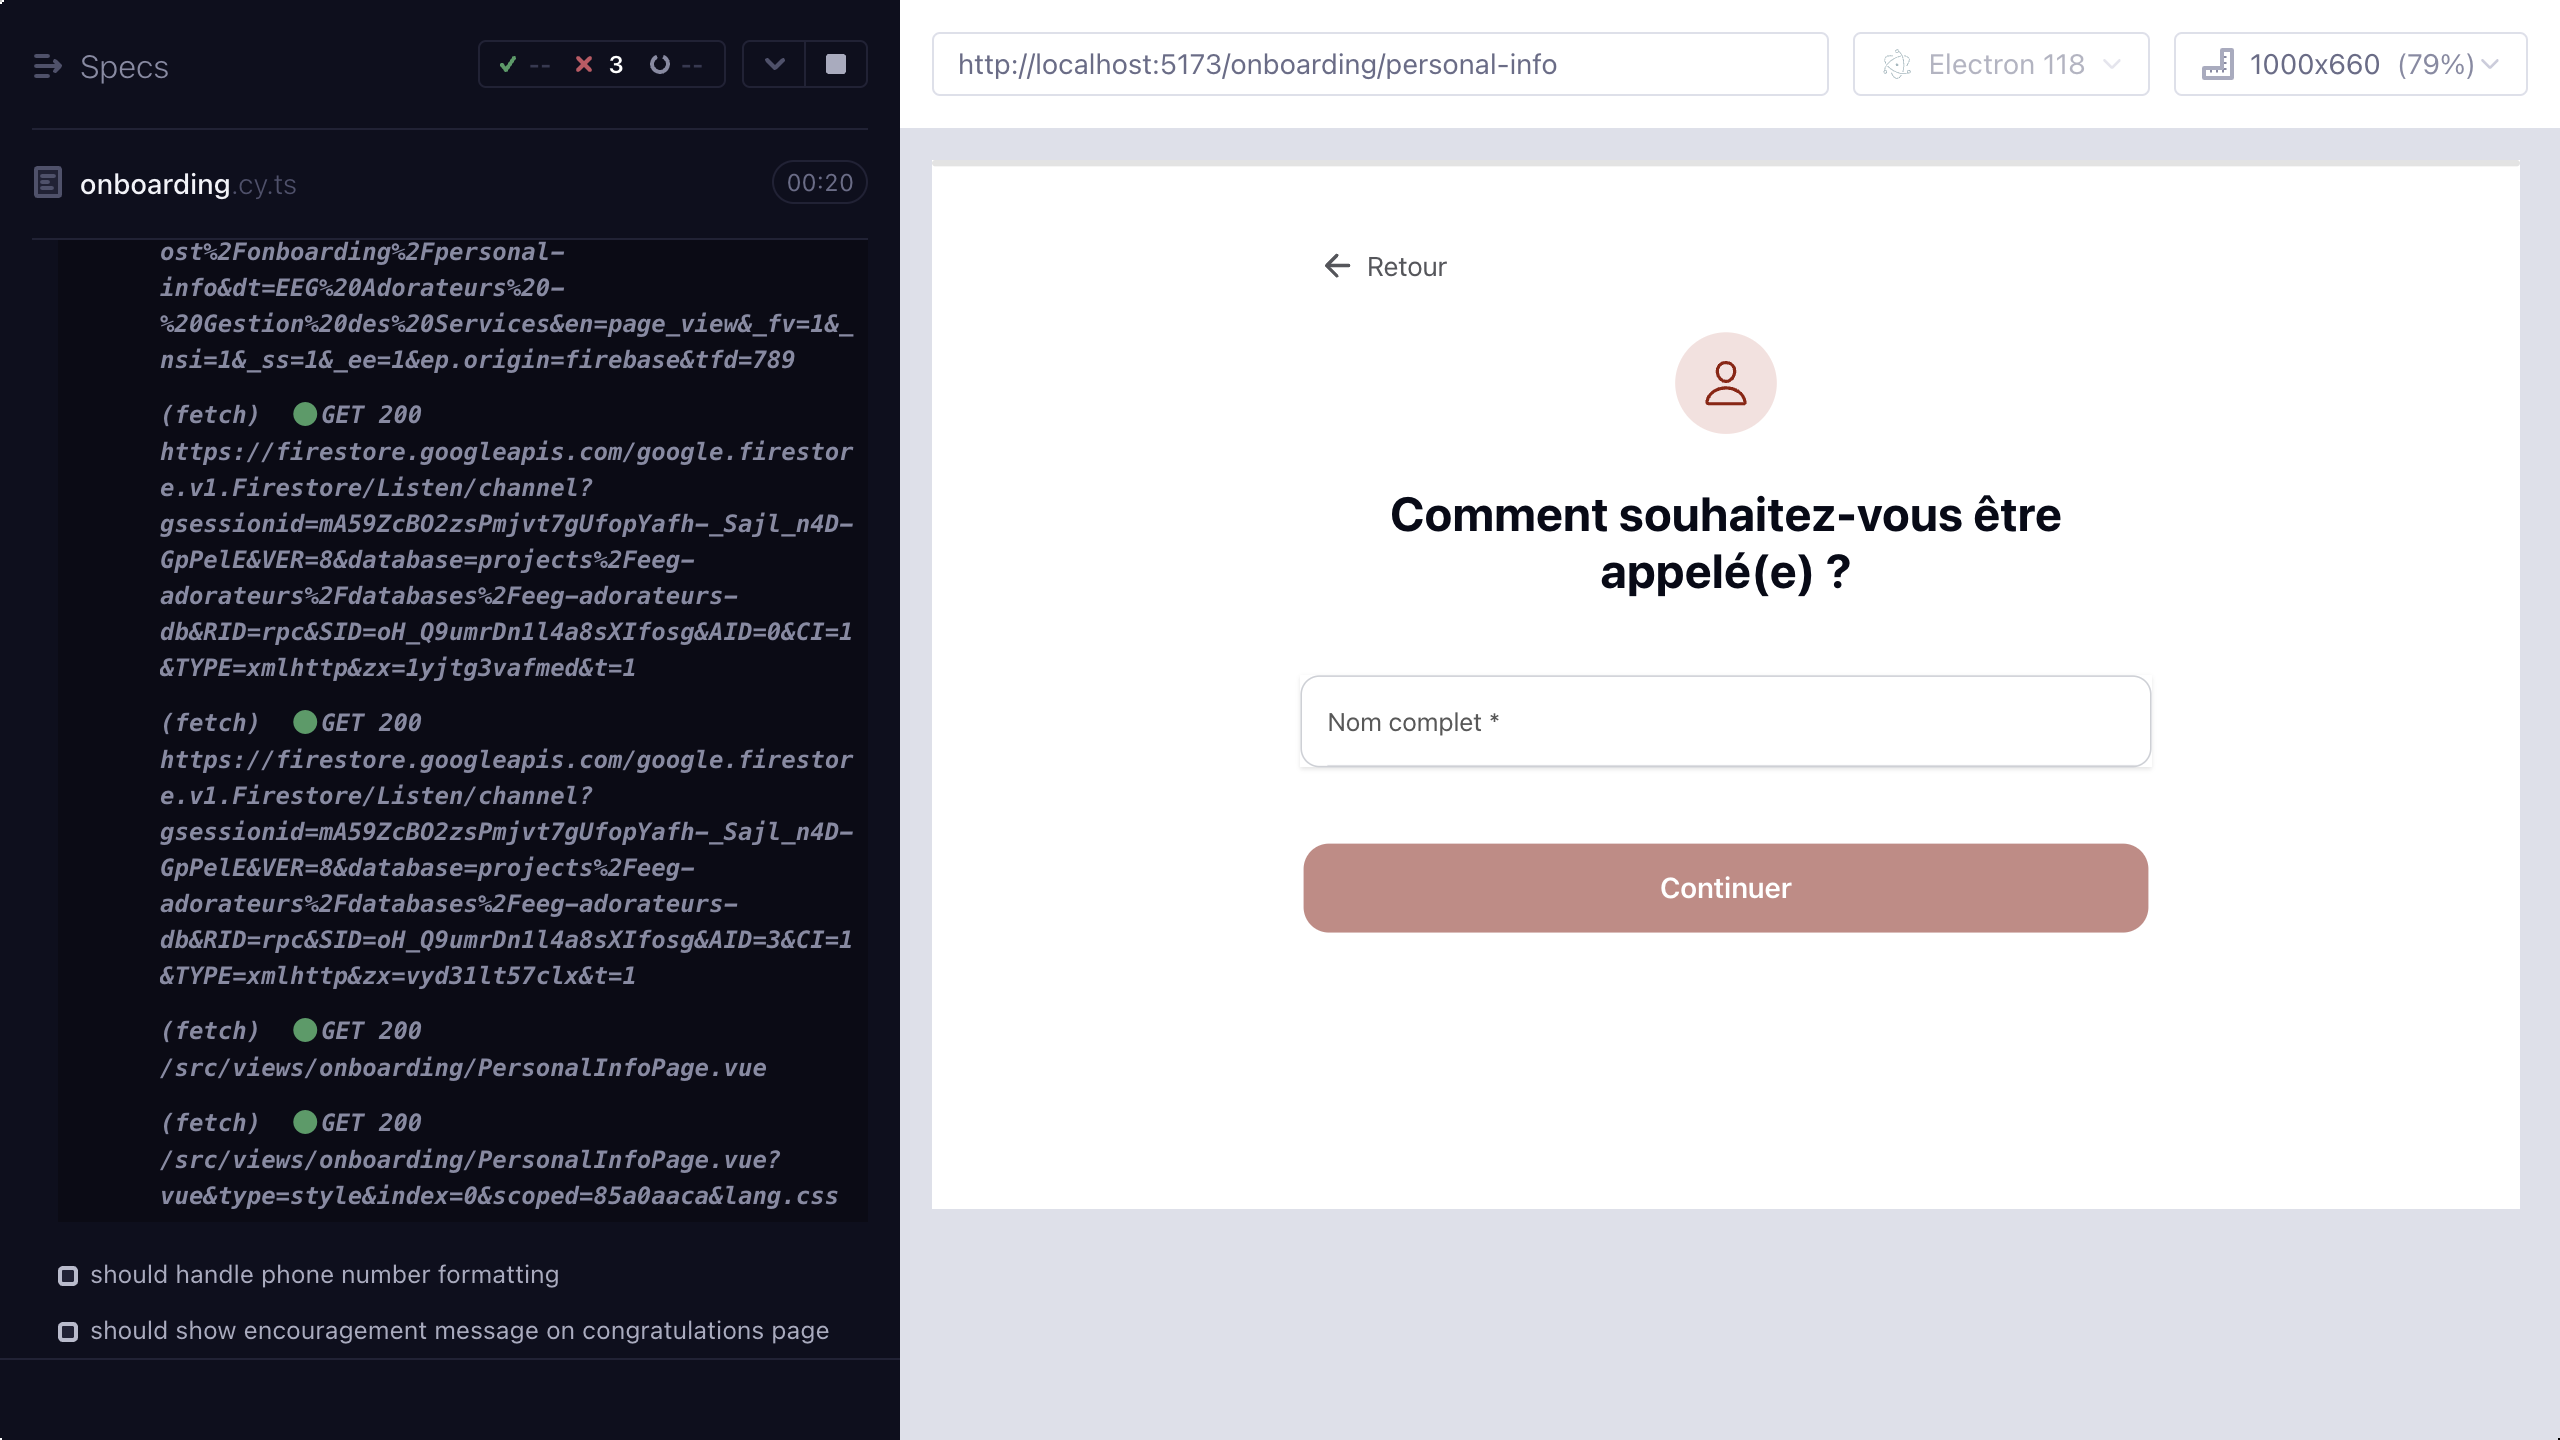 Specs
-- 3 --
onboarding.cy.ts
00:20
ost%2Fonboarding%2Fpersonal-
info&dt=EEG%20Adorateurs%20-
%20Gestion%20des%20Services&en=page_view&_fv=1&_
nsi=1&_ss=1&_ee=1&ep.origin=firebase&tfd=789
(fetch) GET 200
https://firestore.googleapis.com/google.firestor
e.v1.Firestore/Listen/channel?
gsessionid=mA59ZcBO2zsPmjvt7gUfopYafh-_Sajl_n4D-
GpPelE&VER=8&database=projects%2Feeg-
adorateurs%2Fdatabases%2Feeg-adorateurs-
db&RID=rpc&SID=oH_Q9umrDn1l4a8sXIfosg&AID=0&CI=1
&TYPE=xmlhttp&zx=1yjtg3vafmed&t=1
(fetch) GET 200
https://firestore.googleapis.com/google.firestor
e.v1.Firestore/Listen/channel?
gsessionid=mA59ZcBO2zsPmjvt7gUfopYafh-_Sajl_n4D-
GpPelE&VER=8&database=projects%2Feeg-
adorateurs%2Fdatabases%2Feeg-adorateurs-
db&RID=rpc&SID=oH_Q9umrDn1l4a8sXIfosg&AID=3&CI=1
&TYPE=xmlhttp&zx=vyd31lt57clx&t=1
(fetch) GET 200
/src/views/onboarding/PersonalInfoPage.vue
(fetch) GET 200
/src/views/onboarding/PersonalInfoPage.vue?
vue&type=style&index=0&scoped=85a0aaca&lang.css
should handle phone number formatting
should show encouragement message on congratulations page
http://localhost:5173/onboarding/personal-info
Electron 118
1000x660 (79%)
Retour
Comment souhaitez-vous être
appelé(e) ?
Nom complet *
Continuer